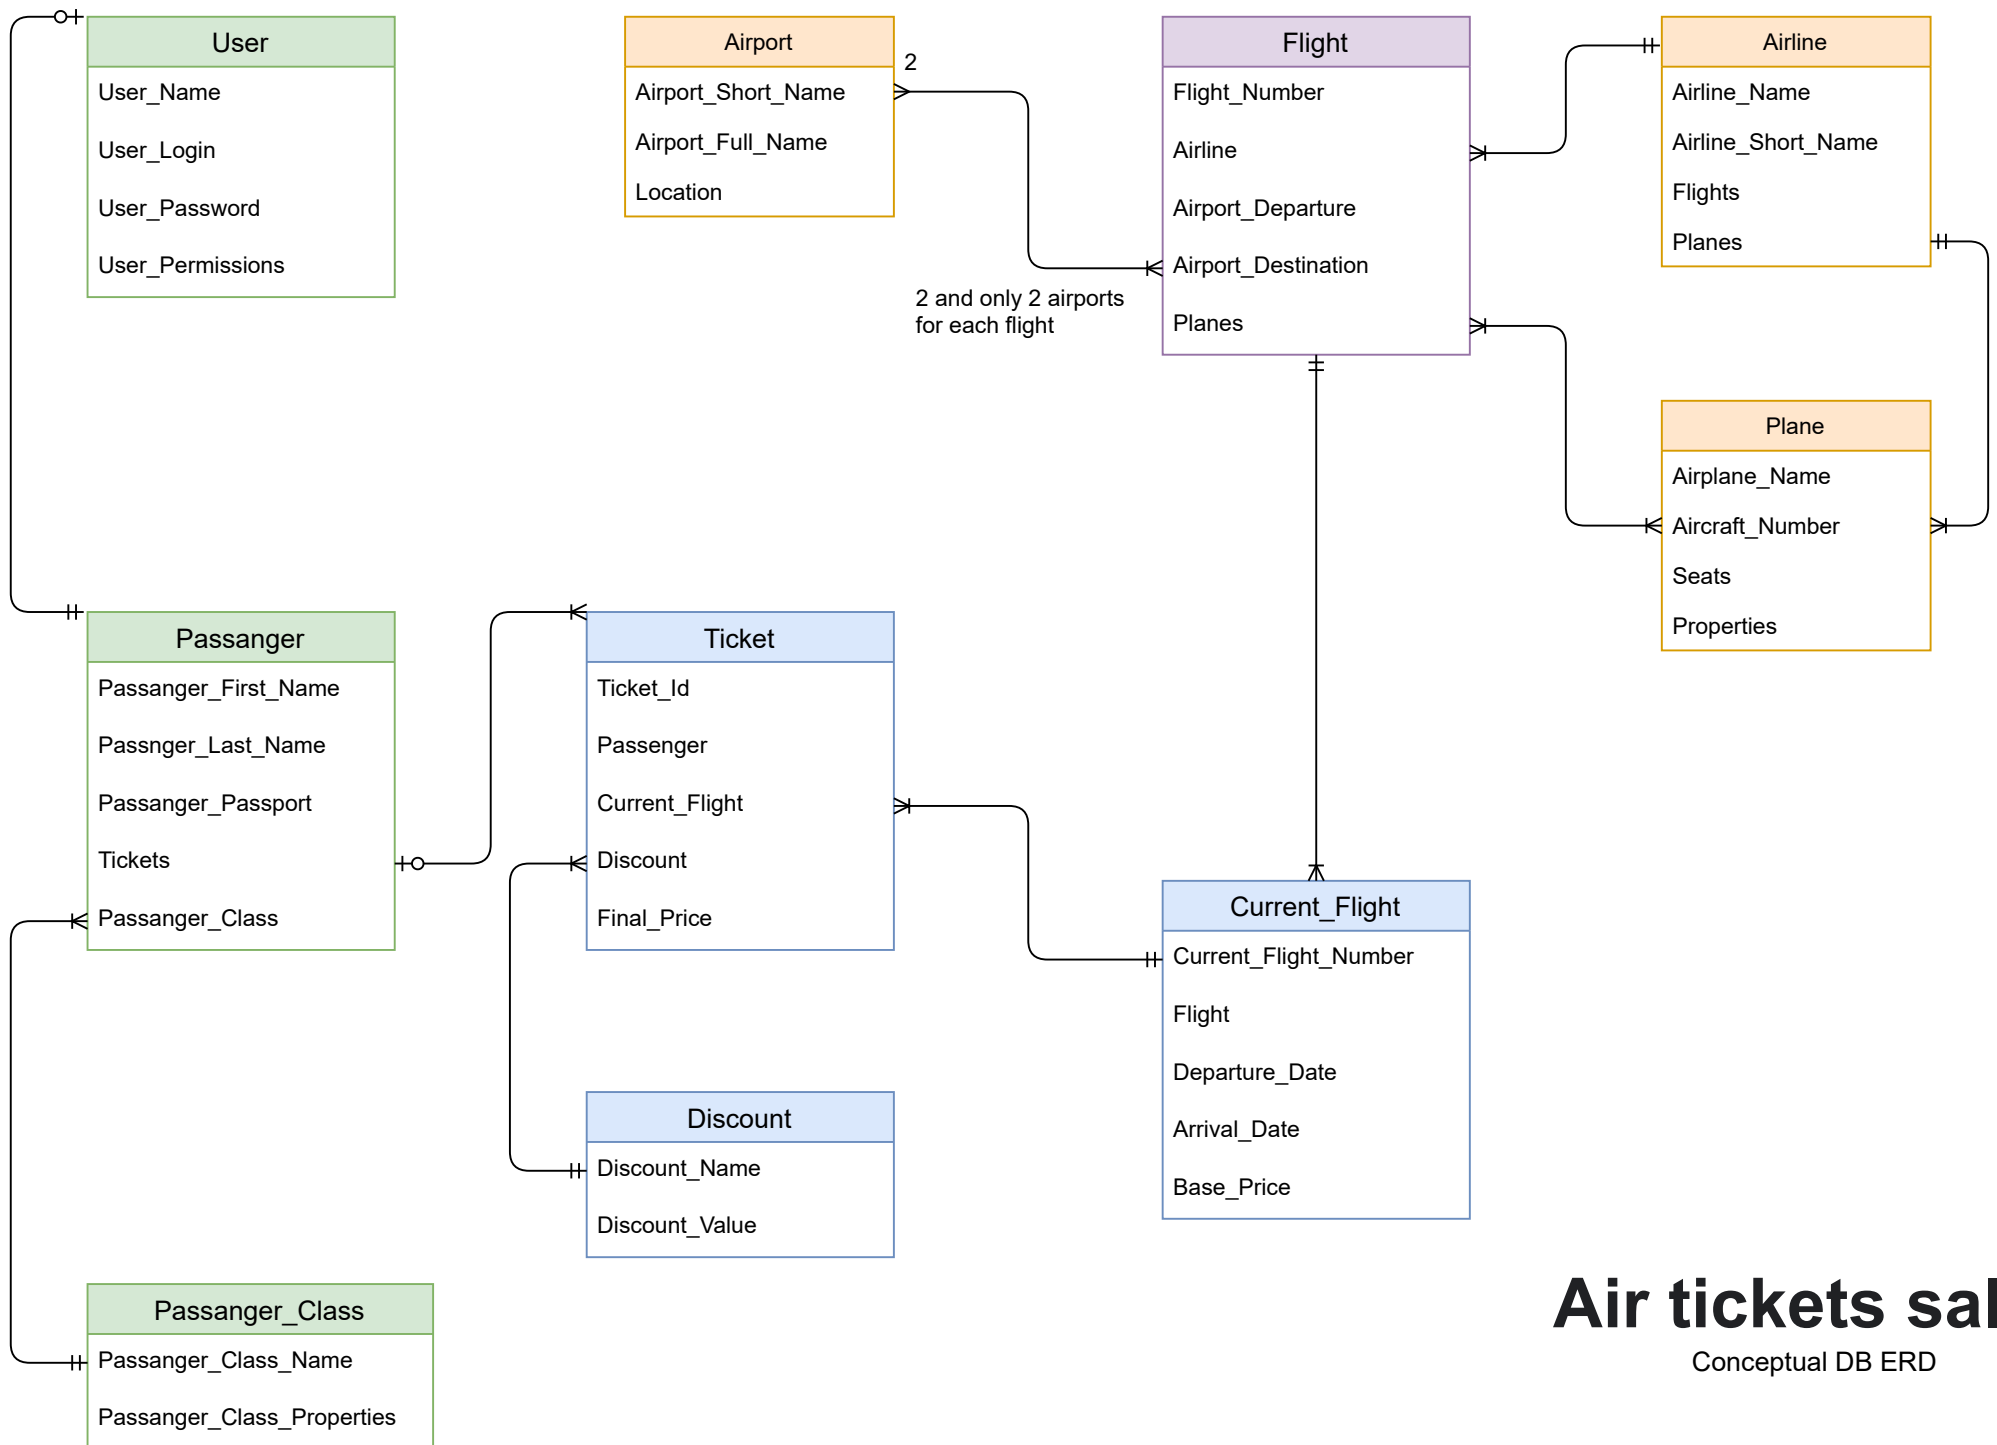 User
User_Name
User_Login
User_Password
User_Permissions
Airport
Airport_Short_Name
Airport_Full_Name
Location
2
2 and only 2 airports
for each flight
Flight
Flight_Number
Airline
Airport_Departure
Airport_Destination
Planes
Airline
Airline_Name
Airline_Short_Name
Flights
Planes
Plane
Airplane_Name
Aircraft_Number
Seats
Properties
Passanger
Passanger_First_Name
Passnger_Last_Name
Passanger_Passport
Tickets
Passanger_Class
Ticket
Ticket_Id
Passenger
Current_Flight
Discount
Final_Price
Current_Flight
Current_Flight_Number
Flight
Departure_Date
Arrival_Date
Base_Price
Discount
Discount_Name
Discount_Value
Passanger_Class
Passanger_Class_Name
Passanger_Class_Properties
Air tickets sal
Conceptual DB ERD